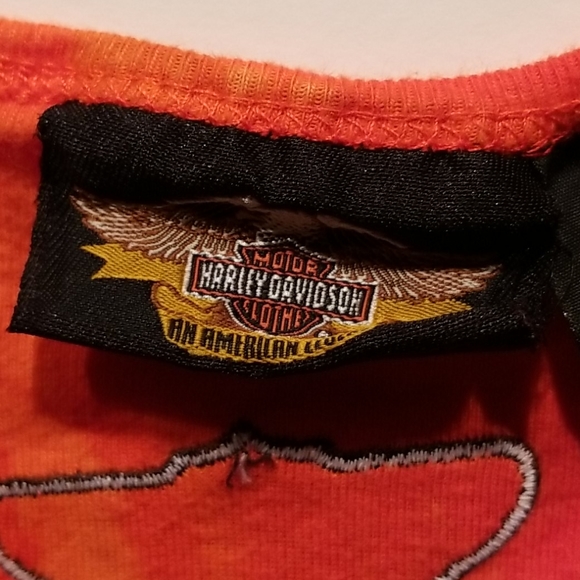 MOTOR
HARLEY-DAVIDSON
CLOTHES
AN AMERICAN